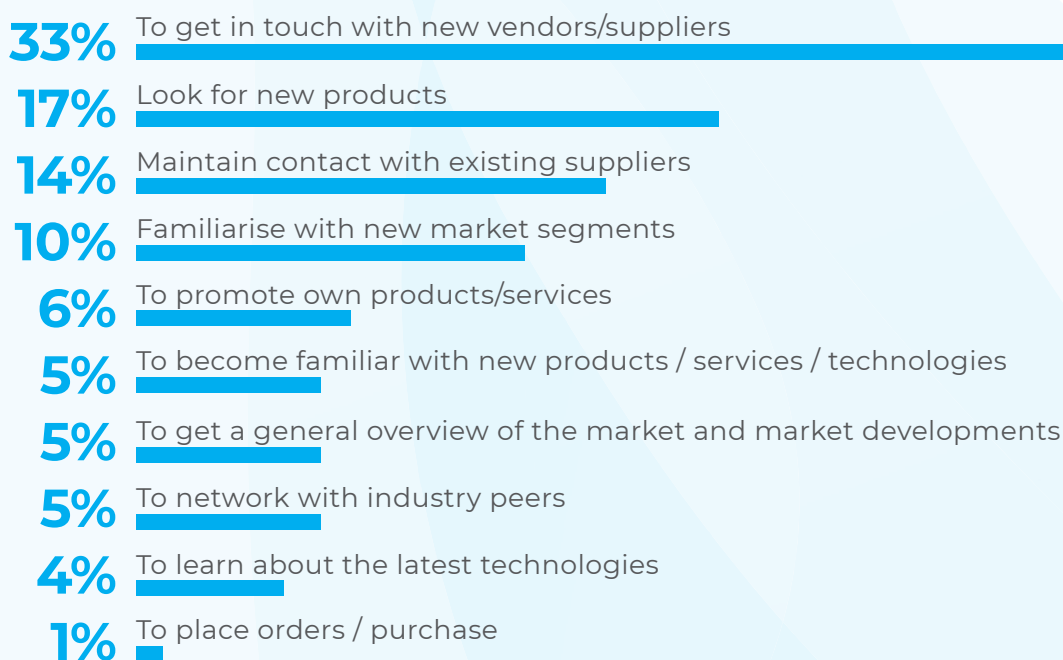 33% To get in touch with new vendors/suppliers
17% Look for new products
14% Maintain contact with existing suppliers
10% Familiarise with new market segments
6% To promote own products/services
5% To become familiar with new products / services / technologies
5% To get a general overview of the market and market developments
5% To network with industry peers
4% To learn about the latest technologies
1% To place orders / purchase